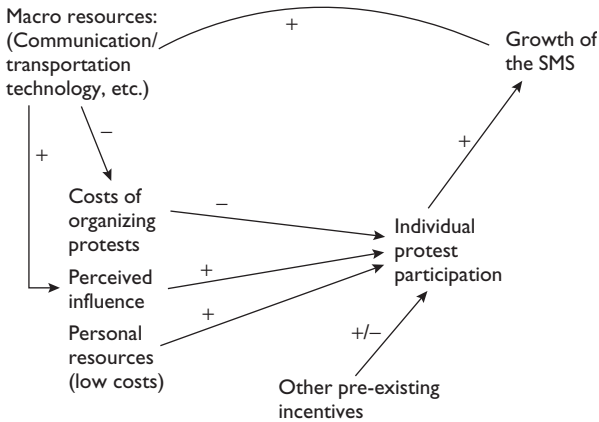 Macro resources:
(Communication/
transportation
technology, etc.)
+
Growth of
the SMS
–
+
+
Costs of
organizing
protests
–
Individual
protest
participation
Perceived
influence
+
+
Personal
resources
(low costs)
+/–
Other pre-existing
incentives